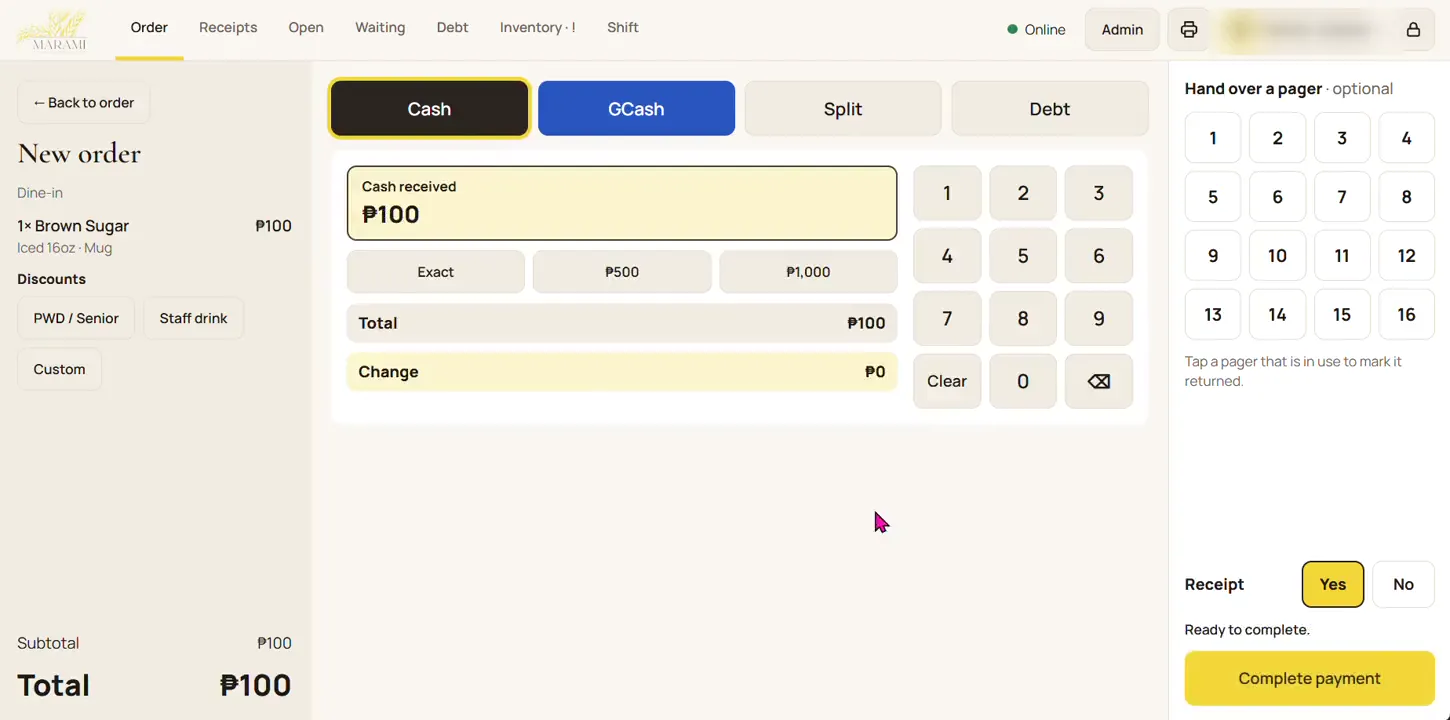 MARAMI
Order
Receipts
Open
Waiting
Debt
Inventory · !
Shift
Online
Admin
← Back to order
New order
Dine-in
1× Brown Sugar ₱100
Iced 16oz · Mug
Discounts
PWD / Senior
Staff drink
Custom
Subtotal ₱100
Total ₱100
Cash
GCash
Split
Debt
Cash received
₱100
Exact
₱500
₱1,000
Total ₱100
Change ₱0
1 2 3
4 5 6
7 8 9
Clear 0
Hand over a pager · optional
1 2 3 4
5 6 7 8
9 10 11 12
13 14 15 16
Tap a pager that is in use to mark it
returned.
Receipt
Yes
No
Ready to complete.
Complete payment